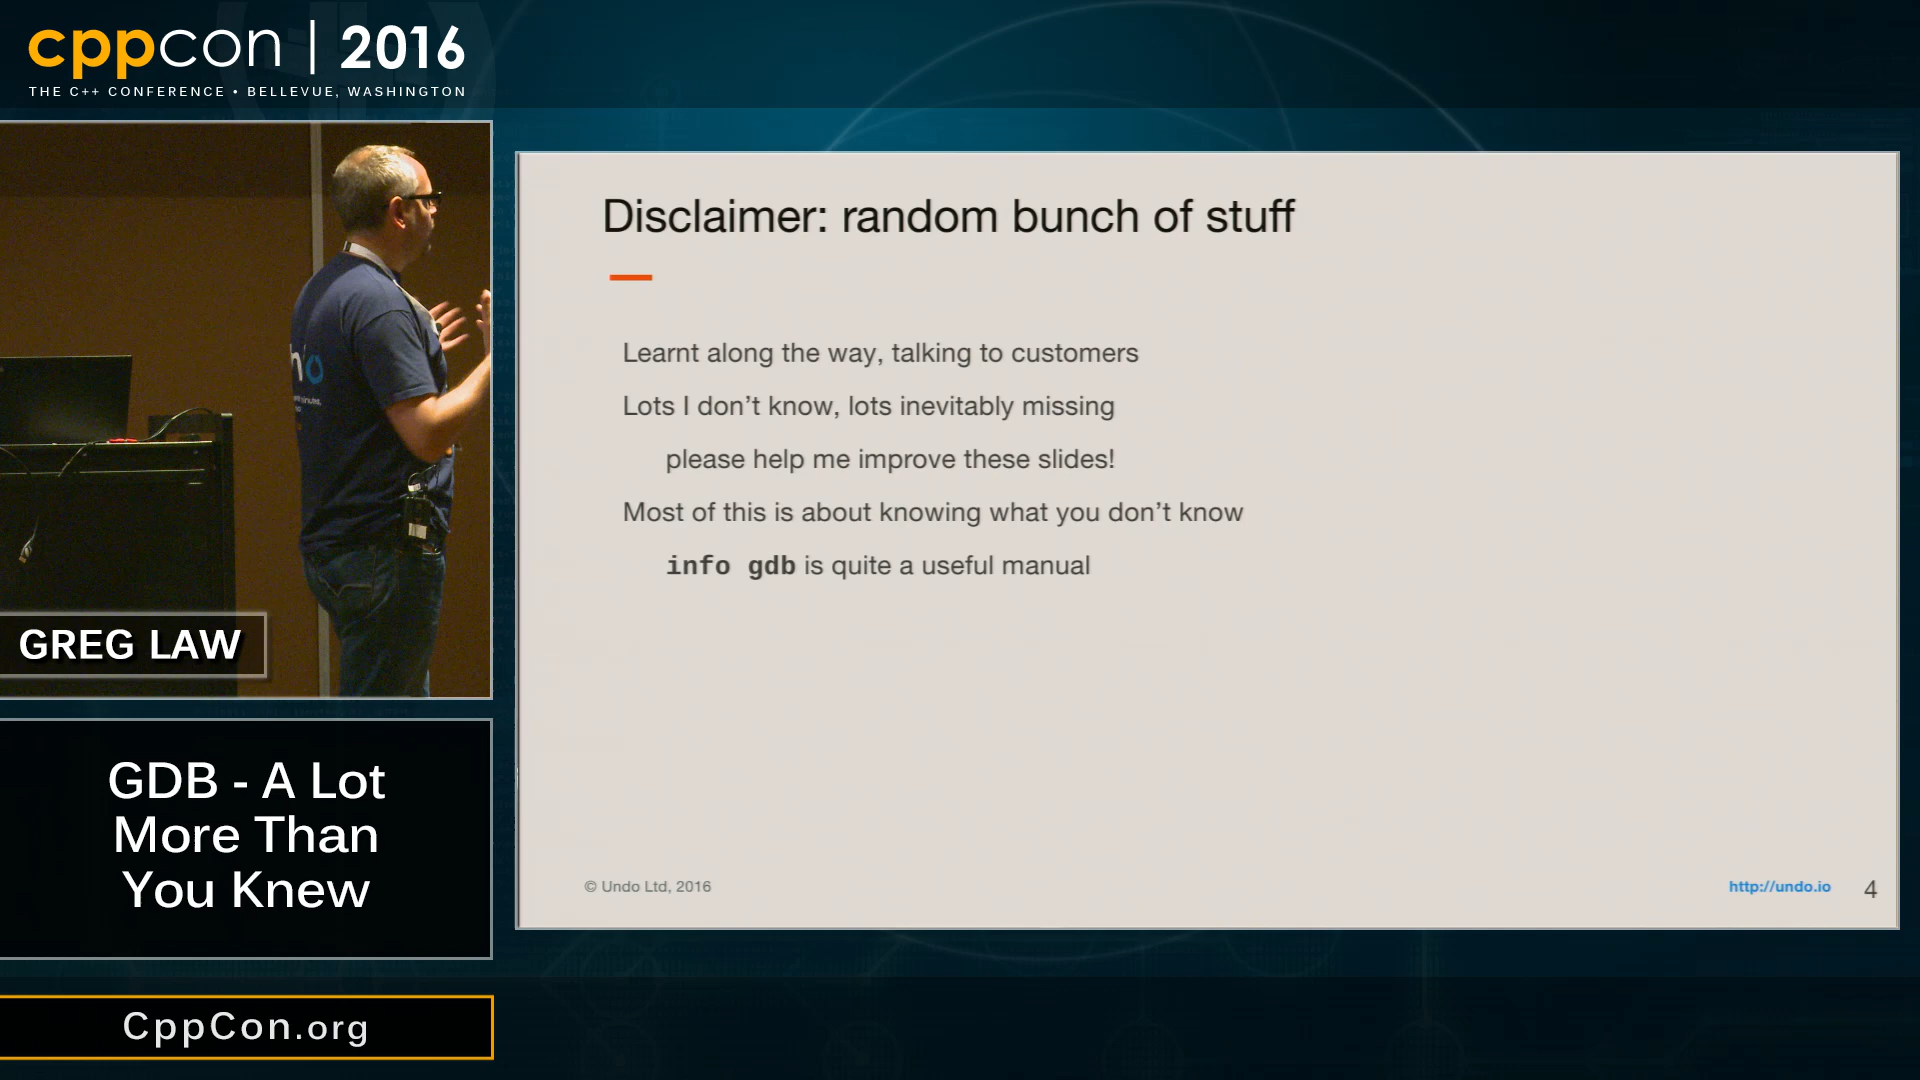 cppcon | 2016
THE C++ CONFERENCE • BELLEVUE, WASHINGTON
GREG LAW
GDB - A Lot
More Than
You Knew
CppCon.org
Disclaimer: random bunch of stuff
Learnt along the way, talking to customers
Lots I don’t know, lots inevitably missing
please help me improve these slides!
Most of this is about knowing what you don’t know
info gdb is quite a useful manual
© Undo Ltd, 2016
http://undo.io
4